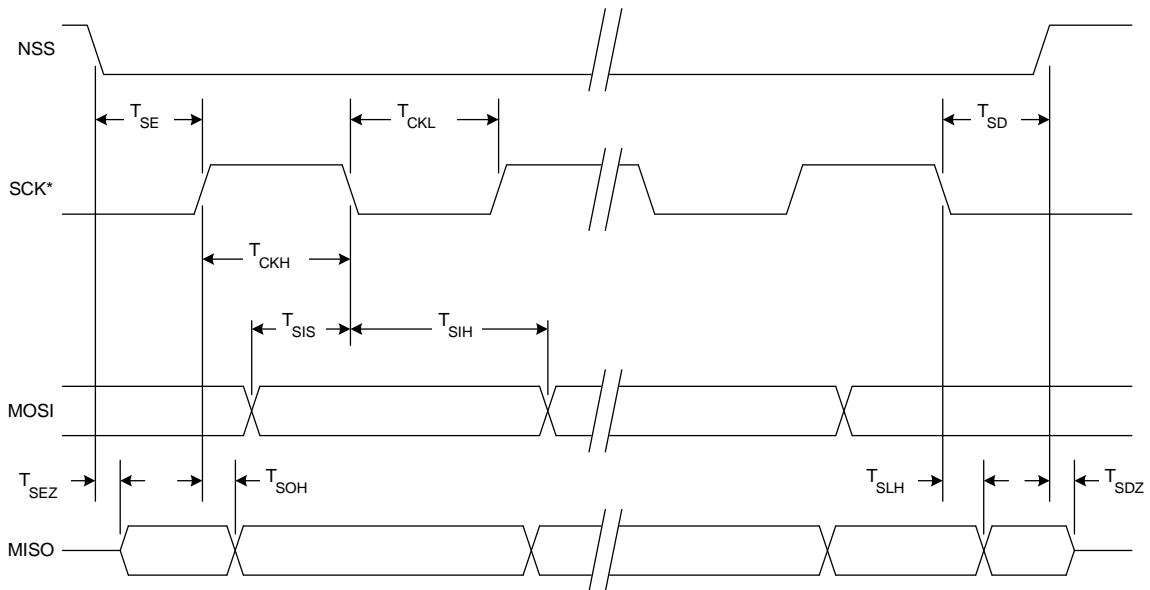 NSS
TSE
TCKL
TSD
SCK*
TCKH
TSIS
TSIH
MOSI
TSEZ
TSOH
TSLH
TSDZ
MISO